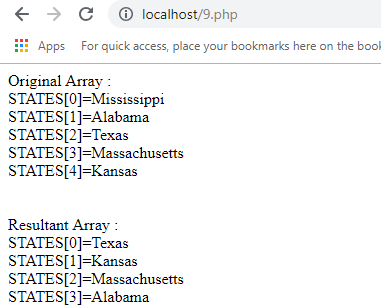 localhost/9.php
Apps For quick access, place your bookmarks here on the book
Original Array :
STATES[0]=Mississippi
STATES[1]=Alabama
STATES[2]=Texas
STATES[3]=Massachusetts
STATES[4]=Kansas
Resultant Array :
STATES[0]=Texas
STATES[1]=Kansas
STATES[2]=Massachusetts
STATES[3]=Alabama